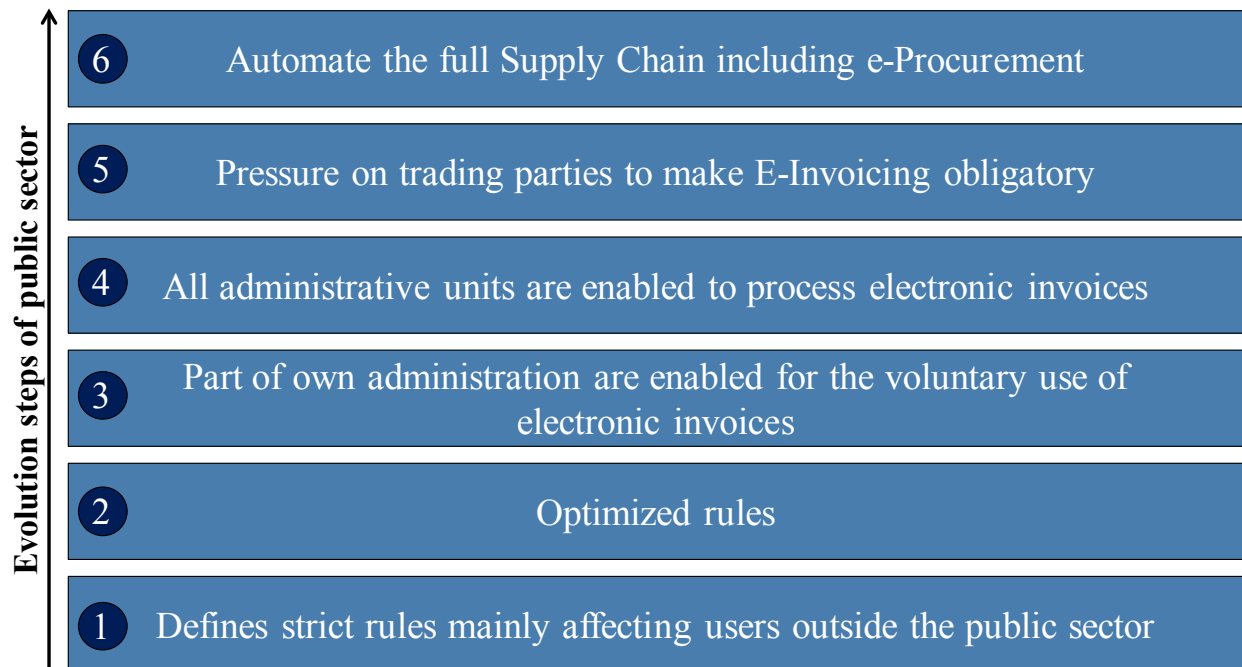 6 Automate the full Supply Chain including e-Procurement
5 Pressure on trading parties to make E-Invoicing obligatory
4 All administrative units are enabled to process electronic invoices
3 Part of own administration are enabled for the voluntary use of
electronic invoices
2 Optimized rules
1 Defines strict rules mainly affecting users outside the public sector
Evolution steps of public sector